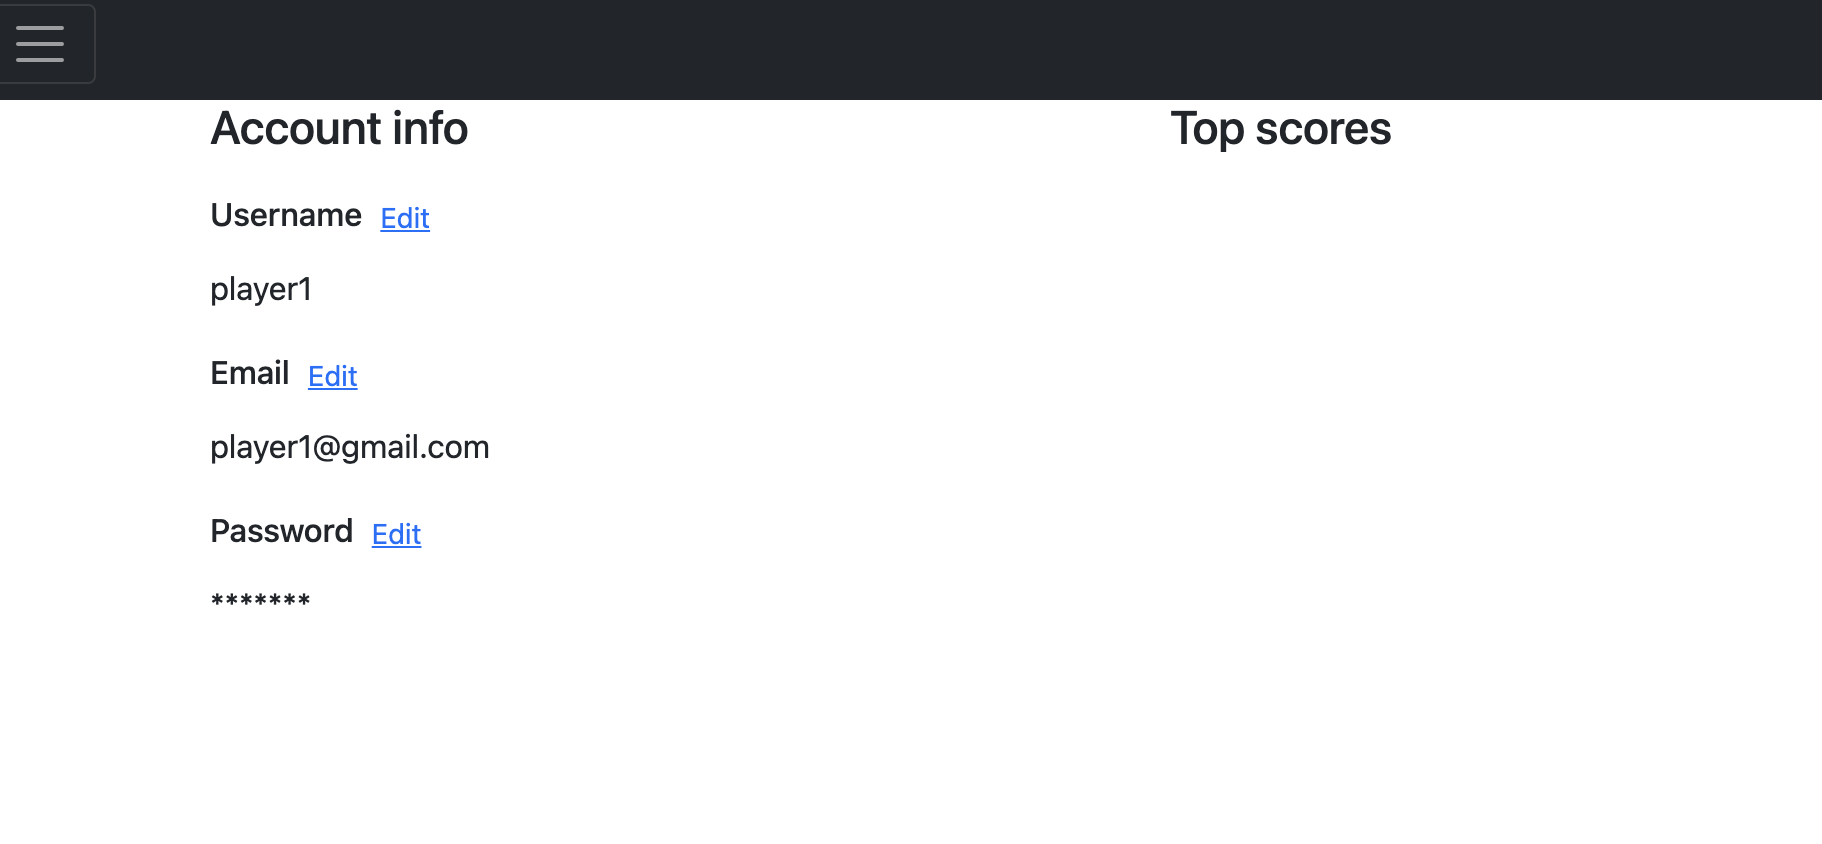 Account info
Username Edit
player1
Email Edit
player1@gmail.com
Password Edit
*******
Top scores